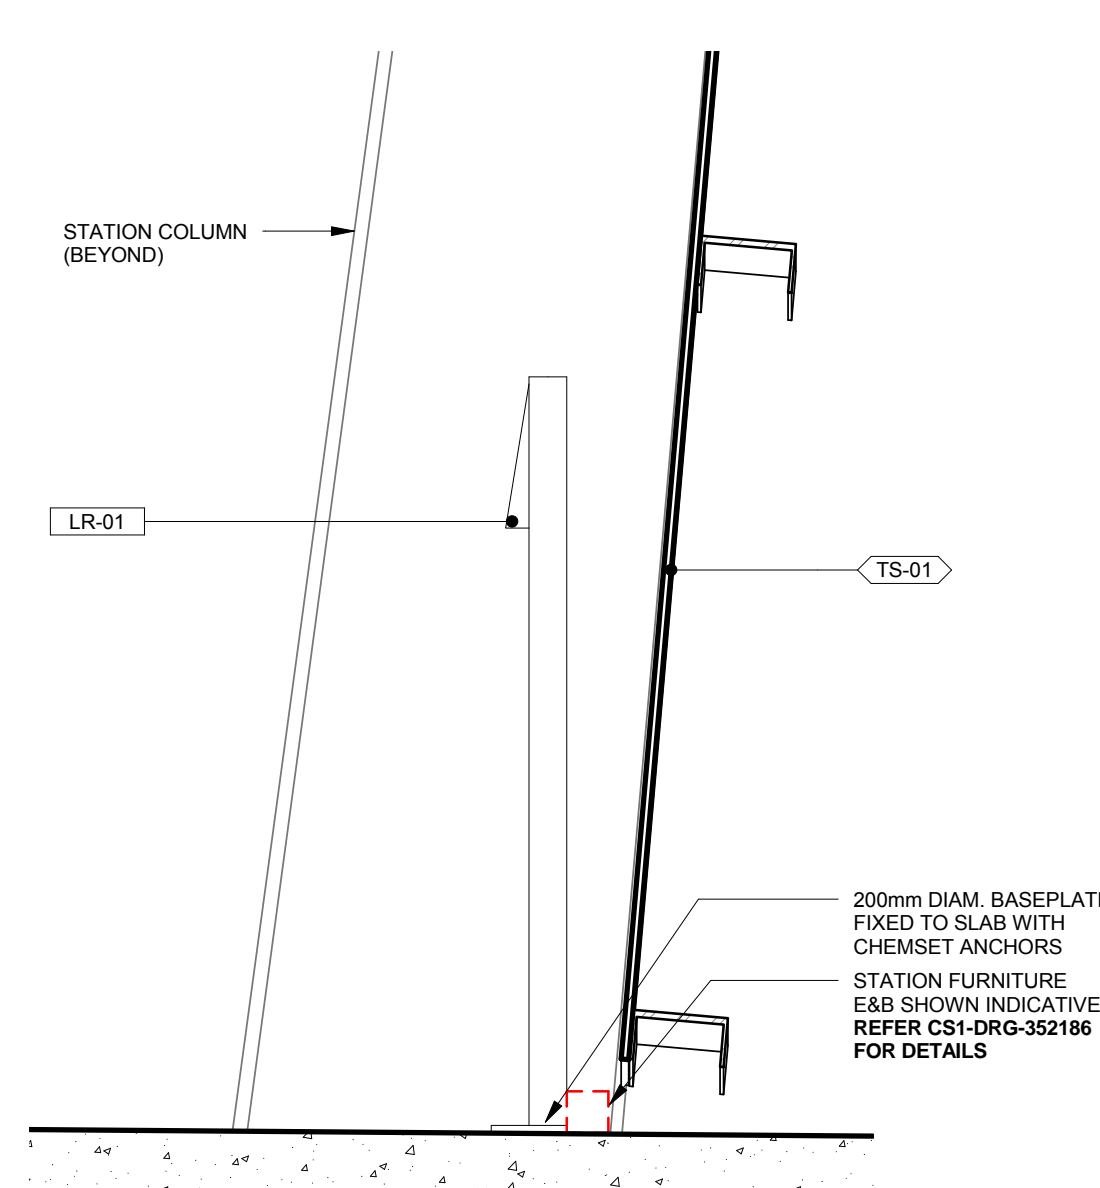 STATION COLUMN
(BEYOND)
LR-01
TS-01
200mm DIAM.
FIXED TO SLAB WITH
CHEMSET ANCHORS
STATION FURNITURE
E&B SHOWN INDICATIVE
REFER CS1-DRG-352186
FOR DETAILS